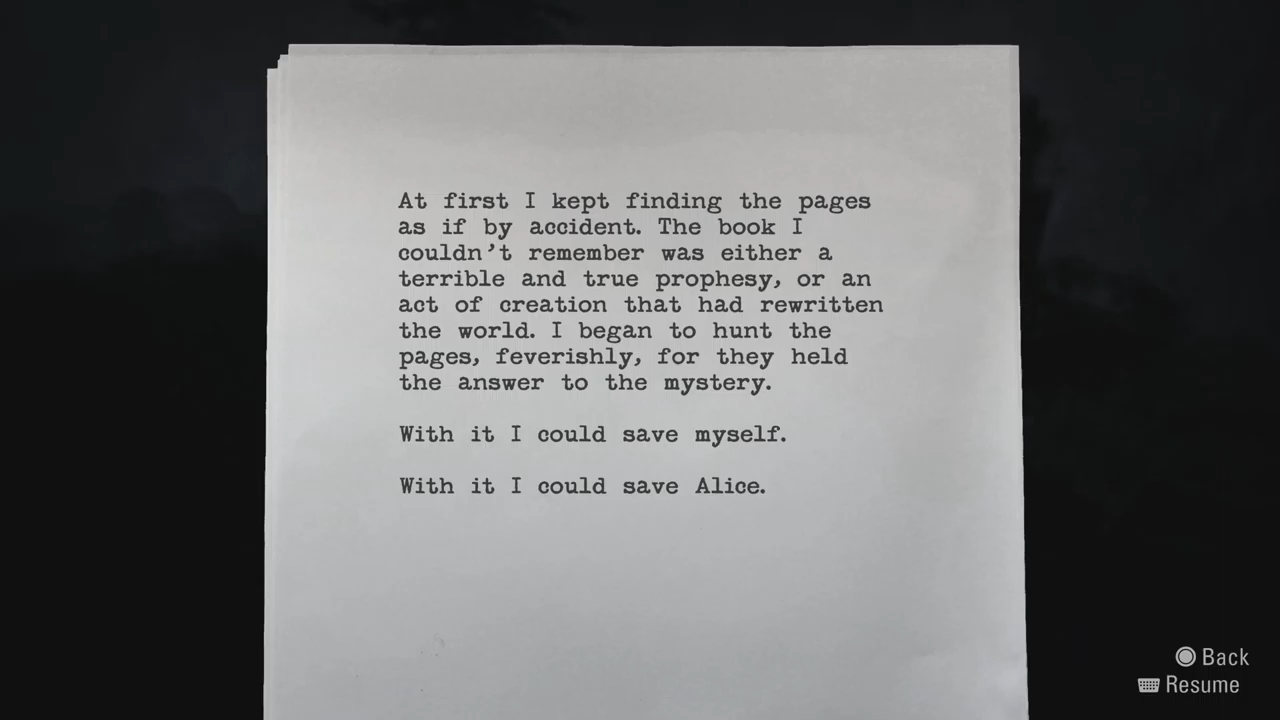 At first I kept finding the pages
as if by accident. The book I
couldn't remember was either a
terrible and true prophesy, or an
act of creation that had rewritten
the world. I began to hunt the
pages, feverishly, for they held
the answer to the mystery.
With it I could save myself.
With it I could save Alice.
Back
Resume